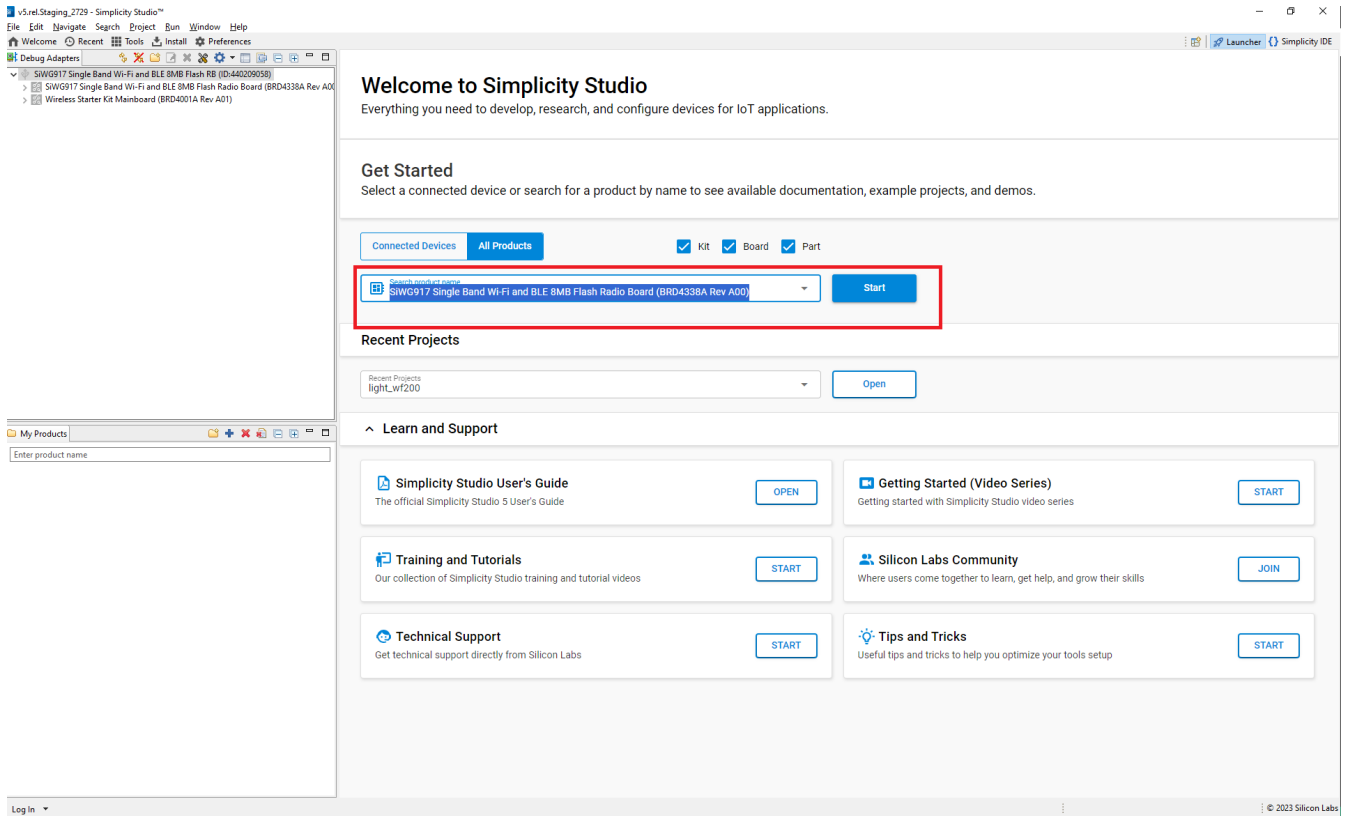 v5.rel.Staging_2729 - Simplicity Studio™
File Edit Navigate Search Project Run Window Help
Welcome Recent Tools Install Preferences
Launcher Simplicity IDE
Debug Adapters
SiWG917 Single Band Wi-Fi and BLE 8MB Flash RB (ID:440209058)
SiWG917 Single Band Wi-Fi and BLE 8MB Flash Radio Board (BRD4338A Rev A00
Wireless Starter Kit Mainboard (BRD4001A Rev A01)
Welcome to Simplicity Studio
Everything you need to develop, research, and configure devices for IoT applications.
Get Started
Select a connected device or search for a product by name to see available documentation, example projects, and demos.
Connected Devices All Products Kit Board Part
Search product name
SiWG917 Single Band Wi-Fi and BLE 8MB Flash Radio Board (BRD4338A Rev A00)
Start
Recent Projects
Recent Projects
light_wf200
Open
My Products
Enter product name
Learn and Support
Simplicity Studio User's Guide
The official Simplicity Studio 5 User's Guide
OPEN
Getting Started (Video Series)
Getting started with Simplicity Studio video series
START
Training and Tutorials
Our collection of Simplicity Studio training and tutorial videos
START
Silicon Labs Community
Where users come together to learn, get help, and grow their skills
JOIN
Technical Support
Get technical support directly from Silicon Labs
START
Tips and Tricks
Useful tips and tricks to help you optimize your tools setup
START
Log In
© 2023 Silicon Labs